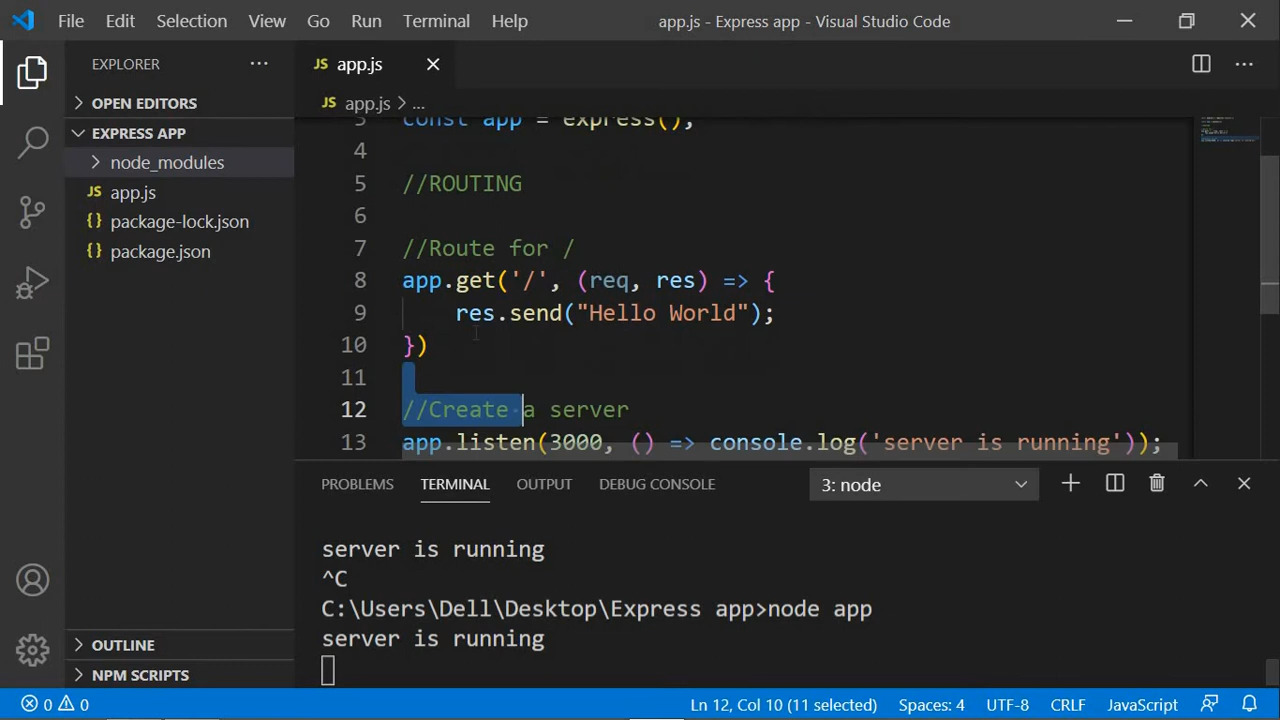 File Edit Selection View Go Run Terminal Help app.js - Express app - Visual Studio Code
EXPLORER ...
JS app.js
OPEN EDITORS
JS app.js > ...
EXPRESS APP
node_modules
JS app.js
{} package-lock.json
{} package.json
3 const app = express();
4
5 //ROUTING
6
7 //Route for /
8 app.get('/', (req, res) => {
9 res.send("Hello World");
10 })
11
12 //Create·a server
13 app.listen(3000, () => console.log('server is running'));
PROBLEMS TERMINAL OUTPUT DEBUG CONSOLE 3: node
server is running
^C
C:\Users\Dell\Desktop\Express app>node app
server is running
OUTLINE
NPM SCRIPTS
0 0 Ln 12, Col 10 (11 selected) Spaces: 4 UTF-8 CRLF JavaScript